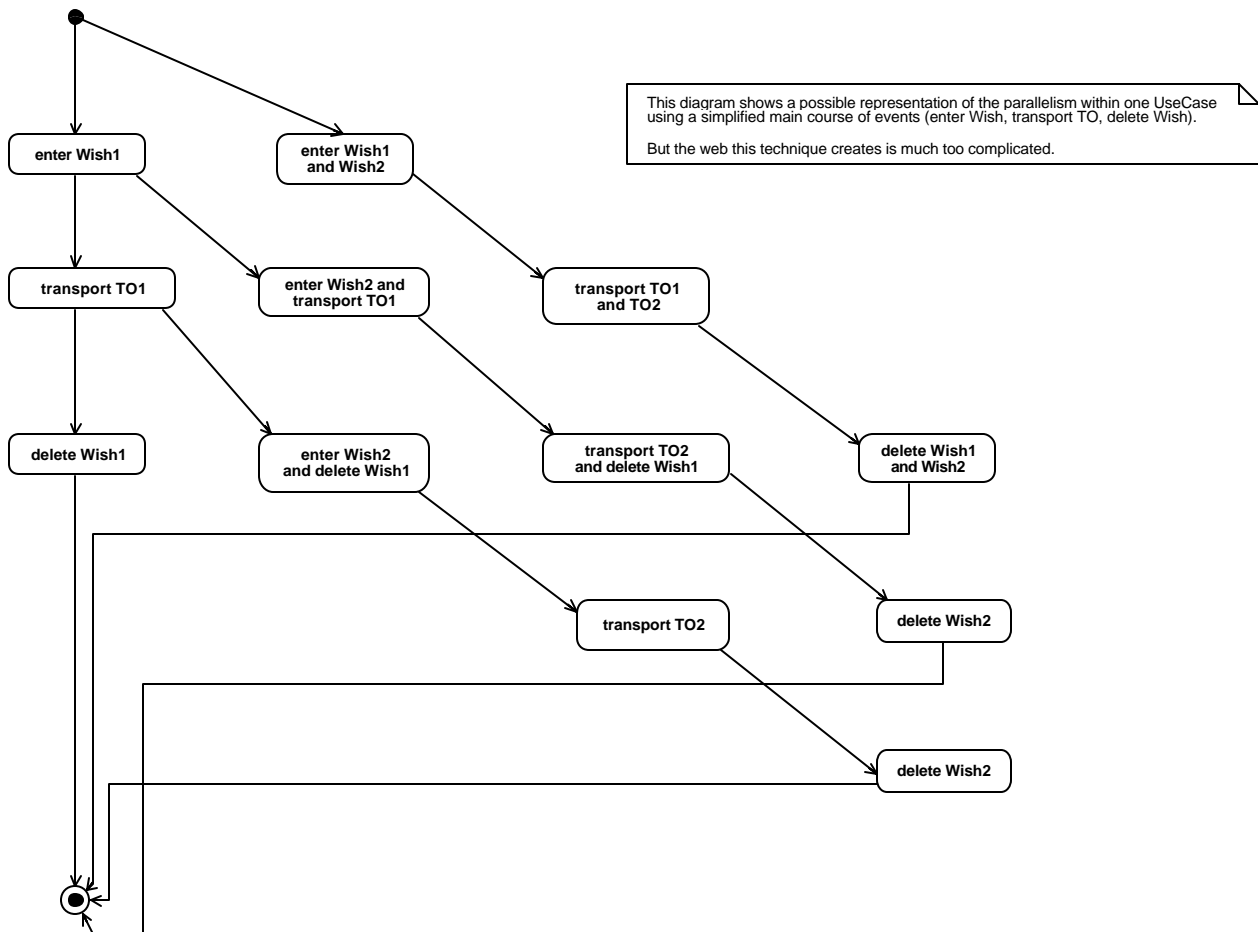 This diagram shows a possible representation of the parallelism within one UseCase
using a simplified main course of events (enter Wish, transport TO, delete Wish).
But the web this technique creates is much too complicated.
enter Wish1
enter Wish1
and Wish2
transport TO1
enter Wish2 and
transport TO1
transport TO1
and TO2
delete Wish1
enter Wish2
and delete Wish1
transport TO2
and delete Wish1
delete Wish1
and Wish2
transport TO2
delete Wish2
delete Wish2